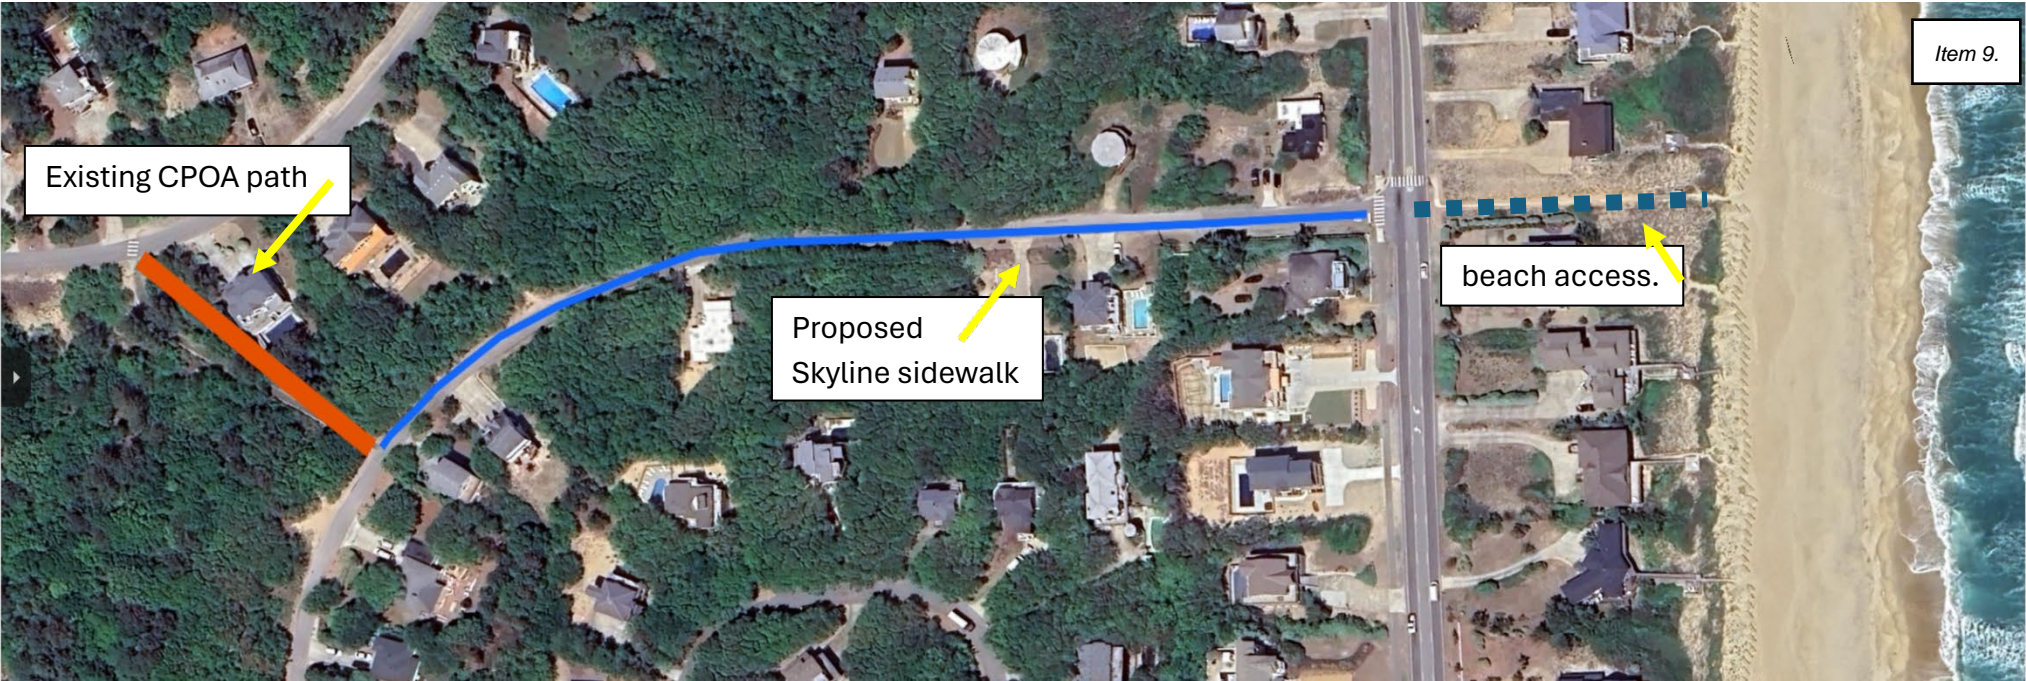 Item 9.
Existing CPOA path
beach access.
Proposed
Skyline sidewalk